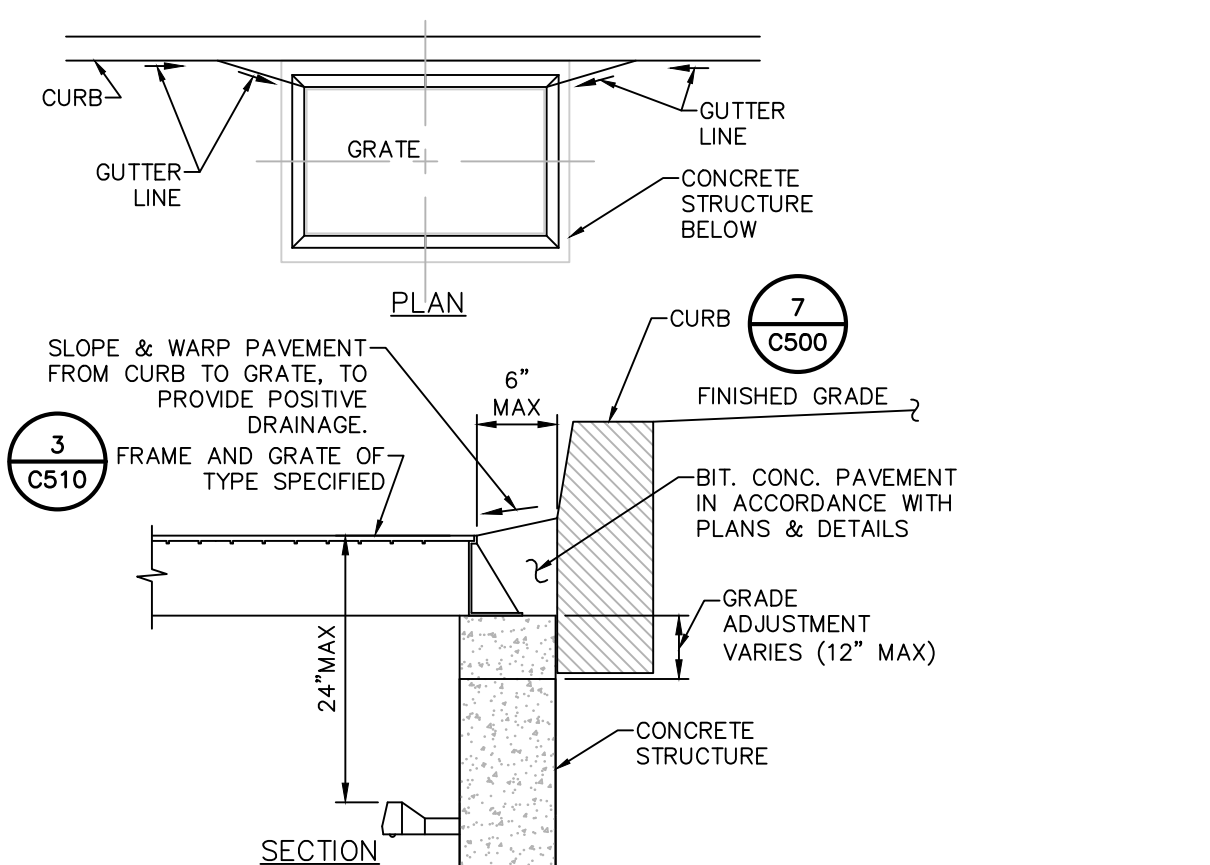 CURB
GUTTER
LINE
GRATE
GUTTER
LINE
CONCRETE
STRUCTURE
BELOW
PLAN
SLOPE & WARP PAVEMENT
FROM CURB TO GRATE, TO
PROVIDE POSITIVE
DRAINAGE.
3
C510
FRAME AND GRATE OF
TYPE SPECIFIED
6"
MAX
CURB
7
C500
FINISHED GRADE
BIT. CONC. PAVEMENT
IN ACCORDANCE WITH
PLANS & DETAILS
GRADE
ADJUSTMENT
VARIES (12" MAX)
24"MAX
CONCRETE
STRUCTURE
SECTION